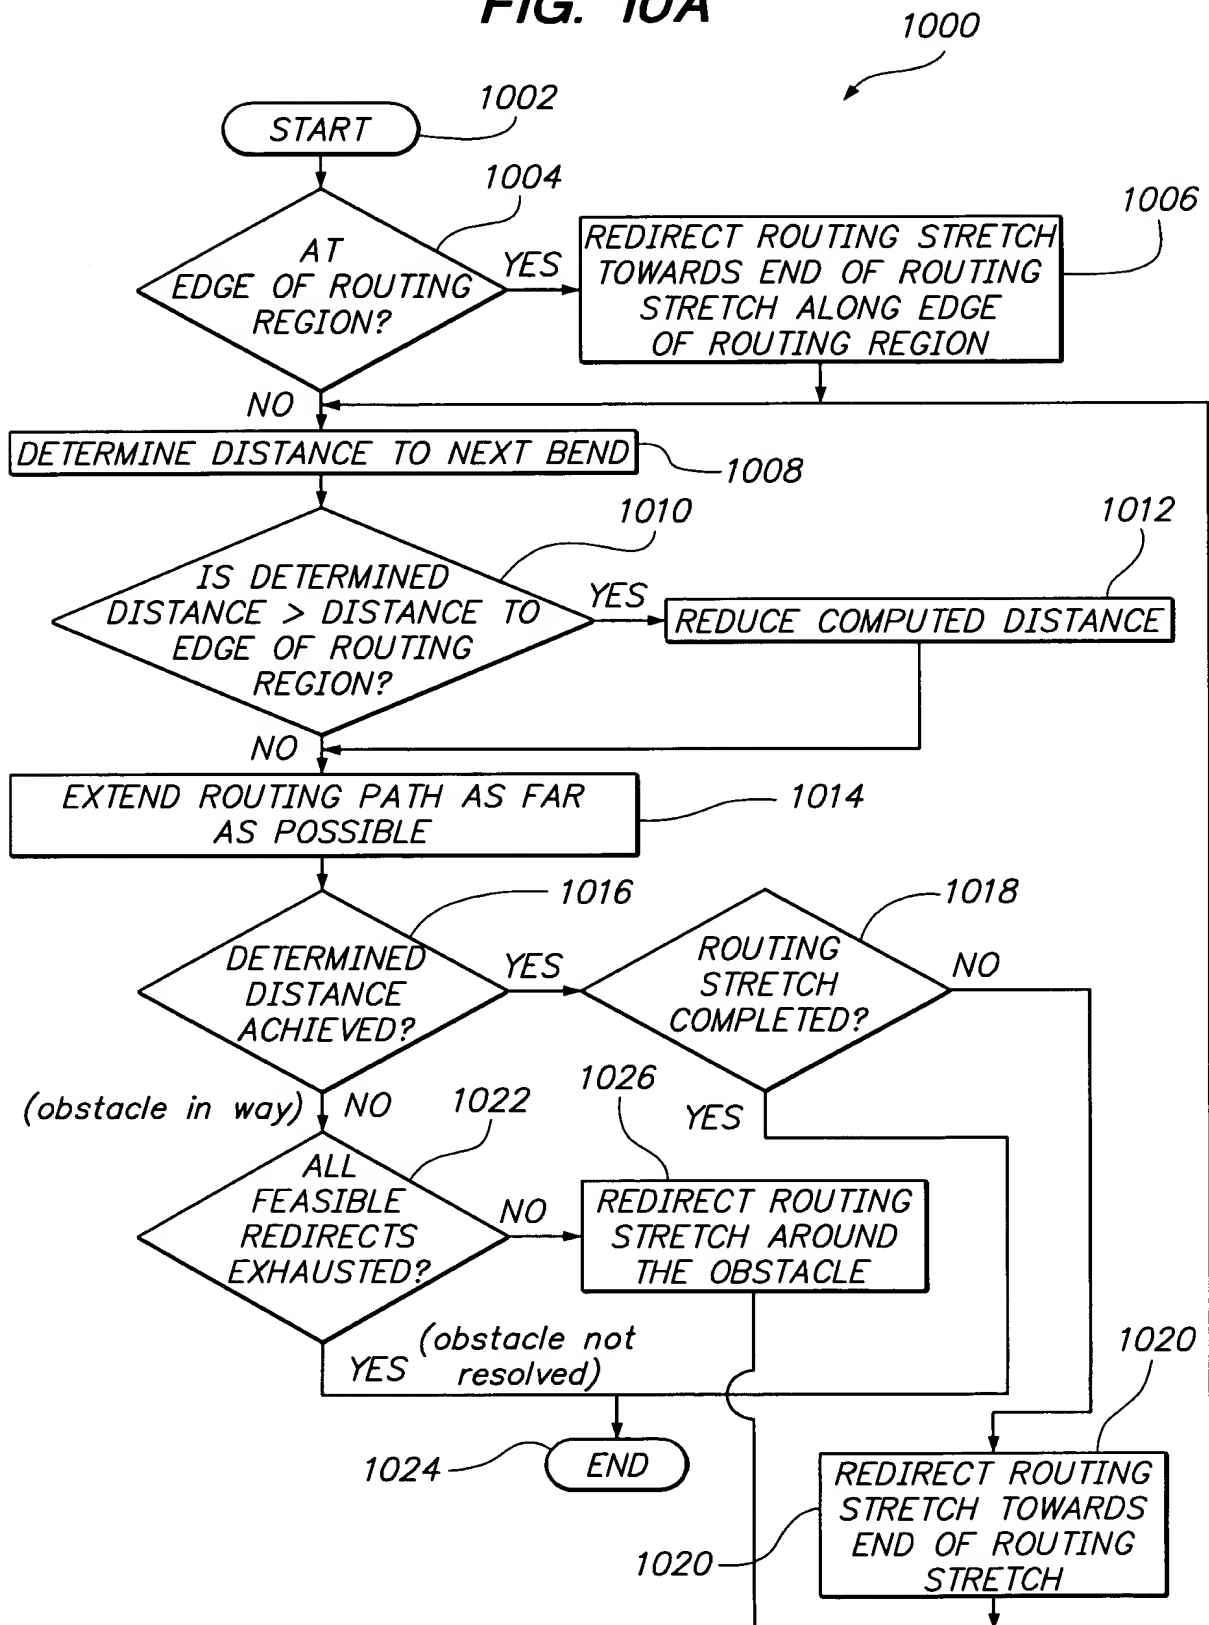 FIG. 10A
1000
START
1002
1004
AT
EDGE OF ROUTING
REGION?
YES
REDIRECT ROUTING STRETCH
TOWARDS END OF ROUTING
STRETCH ALONG EDGE
OF ROUTING REGION
1006
NO
DETERMINE DISTANCE TO NEXT BEND
1008
1010
IS DETERMINED
DISTANCE > DISTANCE TO
EDGE OF ROUTING
REGION?
YES
1012
REDUCE COMPUTED DISTANCE
NO
EXTEND ROUTING PATH AS FAR
AS POSSIBLE
1014
1016
DETERMINED
DISTANCE
ACHIEVED?
YES
1018
ROUTING
STRETCH
COMPLETED?
NO
YES
(obstacle in way)
NO
1022
ALL
FEASIBLE
REDIRECTS
EXHAUSTED?
NO
1026
REDIRECT ROUTING
STRETCH AROUND
THE OBSTACLE
YES
(obstacle not
resolved)
1024
END
1020
REDIRECT ROUTING
STRETCH TOWARDS
END OF ROUTING
STRETCH
1020